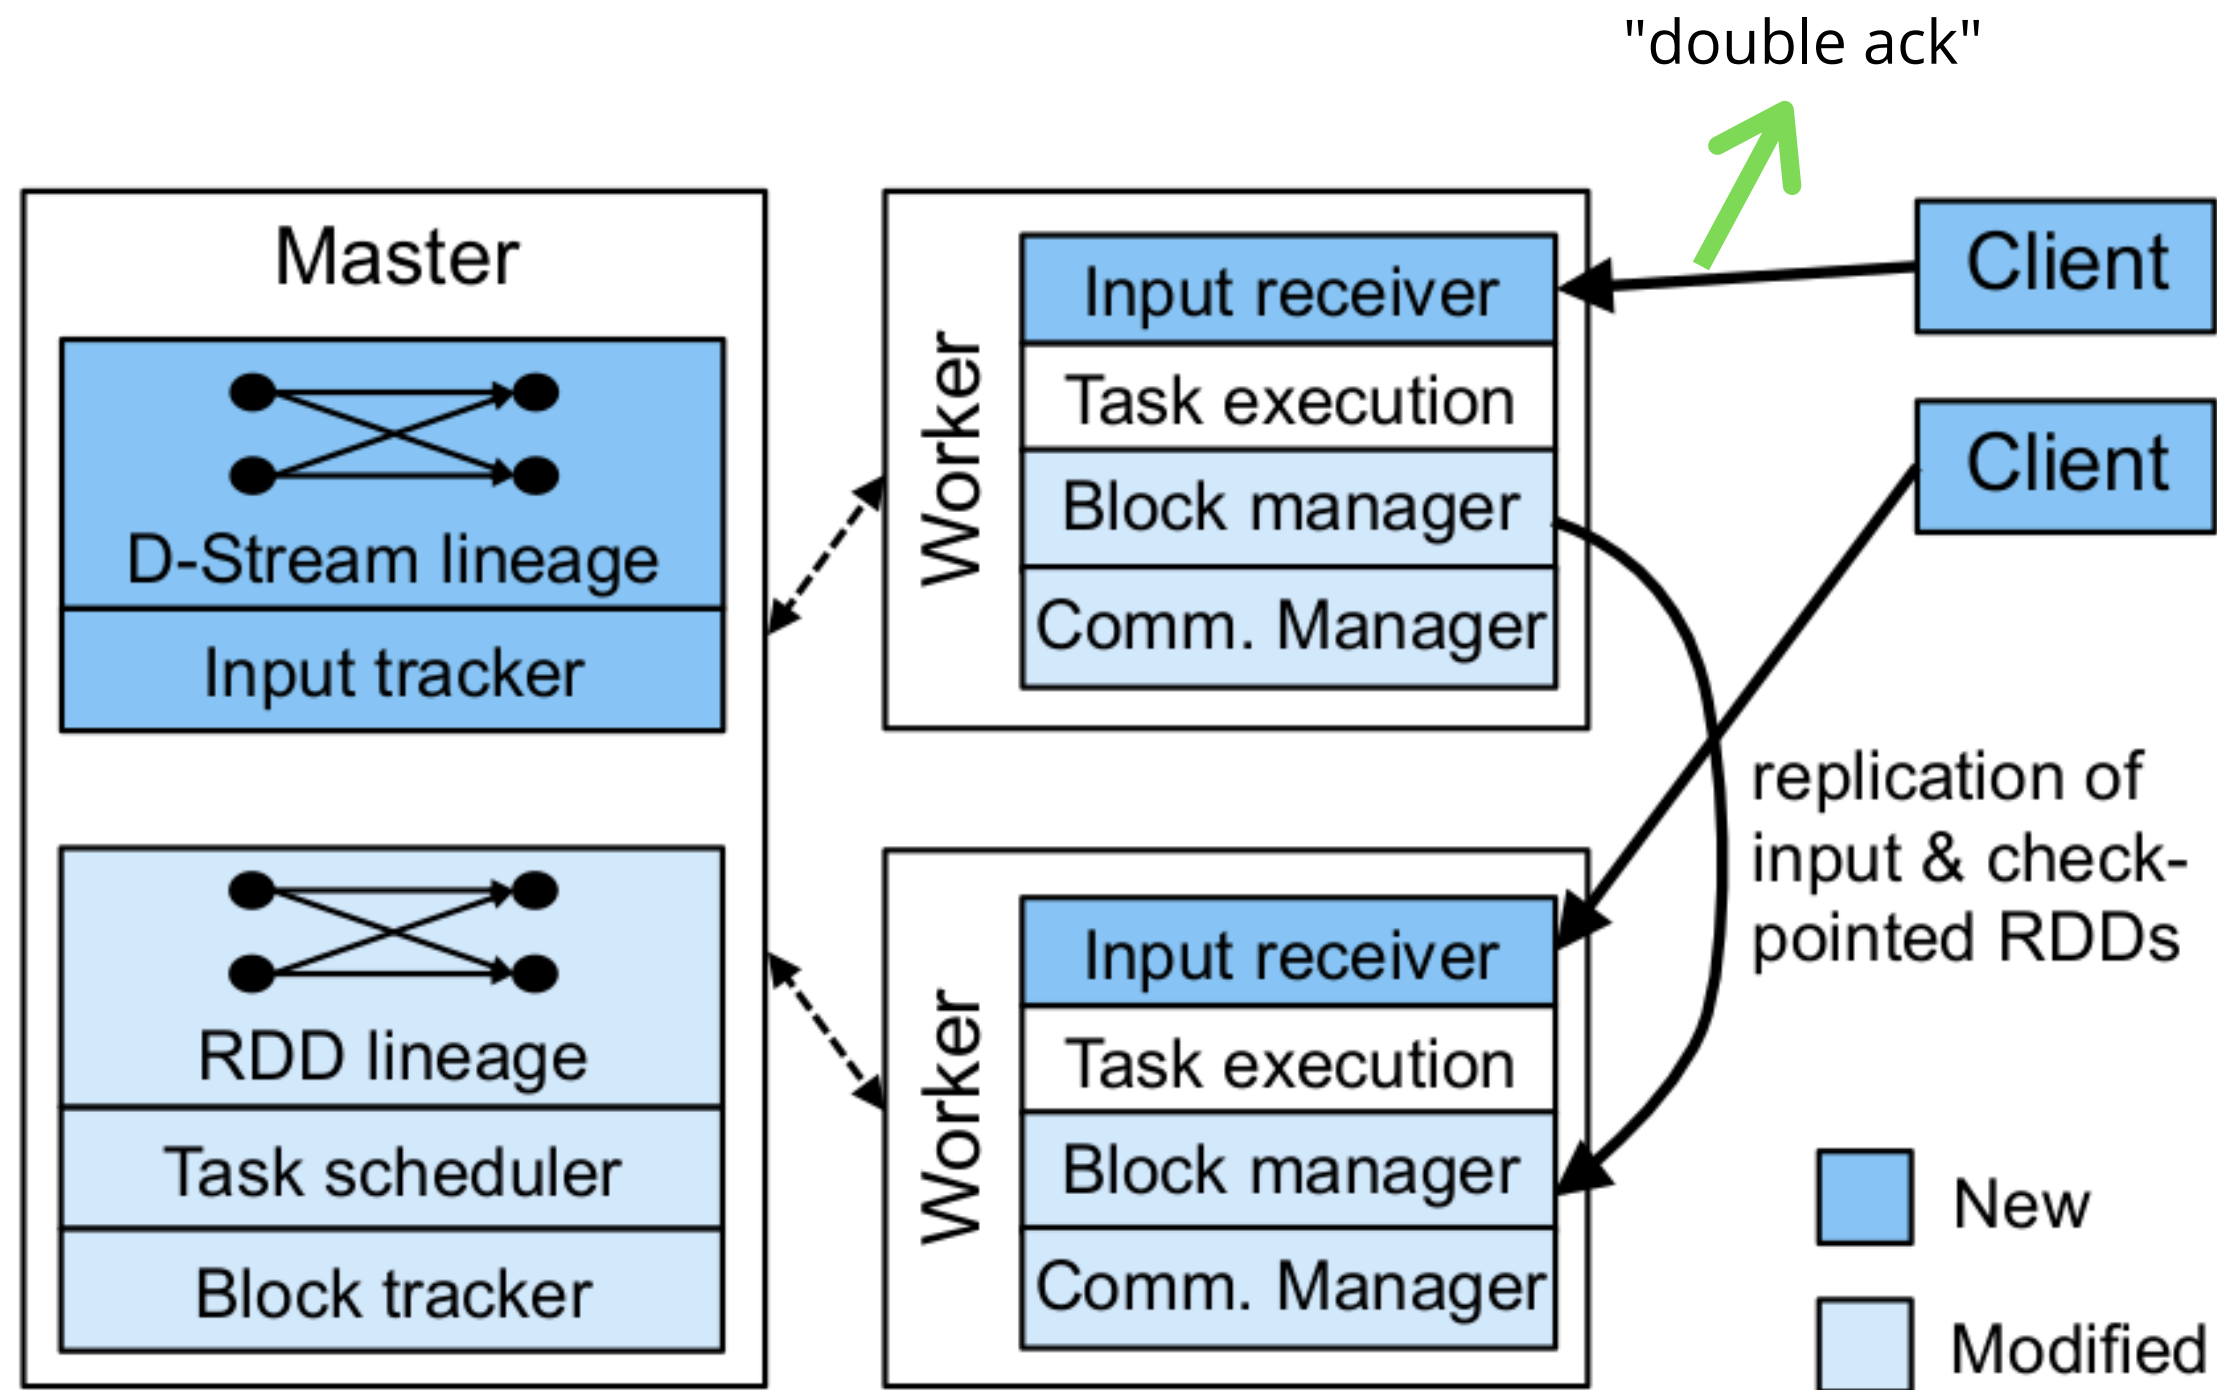 "double ack"
Master
D-Stream lineage
Input tracker
RDD lineage
Task scheduler
Block tracker
Worker
Input receiver
Task execution
Block manager
Comm. Manager
Worker
Input receiver
Task execution
Block manager
Comm. Manager
Client
Client
replication of
input & check-
pointed RDDs
New
Modified